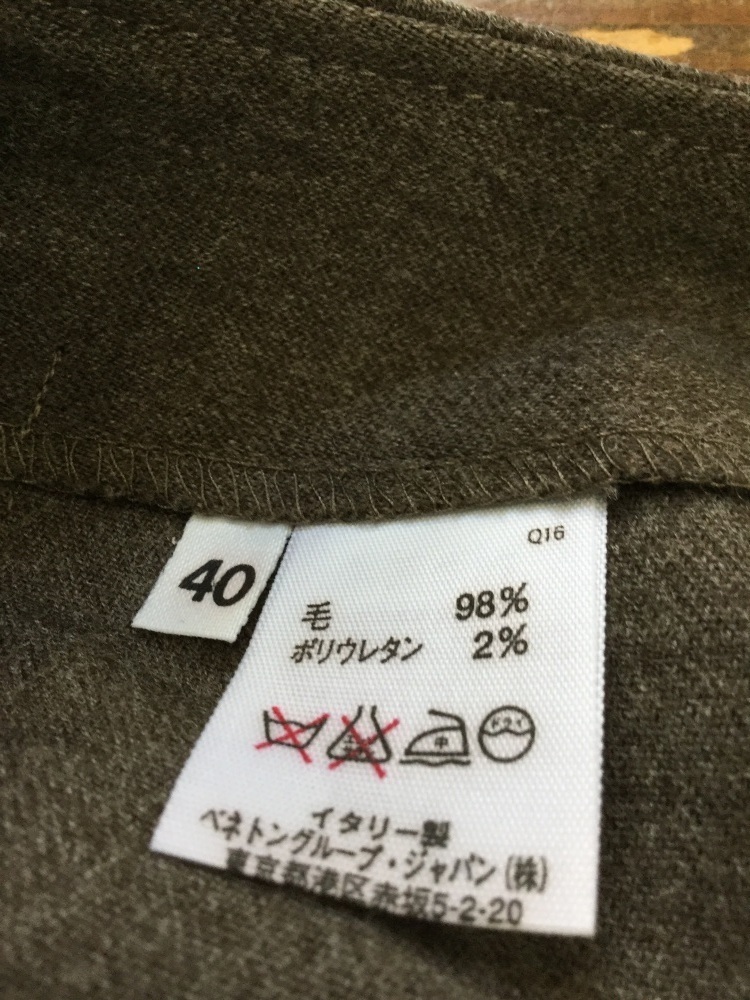 40
Q16
毛 98%
ポリウレタン 2%
中
ドライ
イタリー製
ベネトングループ・ジャパン(株)
東京都港区赤坂5-2-20